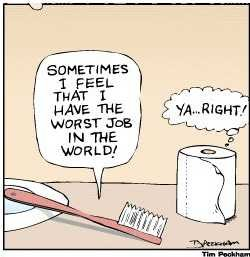 SOMETIMES
I FEEL
THAT I
HAVE THE
WORST JOB
IN THE
WORLD!
YA...RIGHT!
Tim Peckham